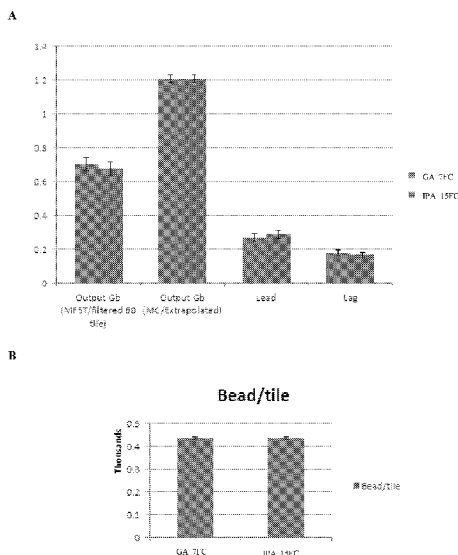 A
1.4
1.2
1
0.8
0.6
0.4
0.2
0
Output Gb (MFST/filtered 60 tile)
Output Gb (MC/Extrapolated)
Lead
Lag
GA 7FC
IPA 15FC
B
Bead/tile
Thousands
0.5
0.4
0.3
0.2
0.1
0
GA 7FC
IPA 15FC
Bead/tile